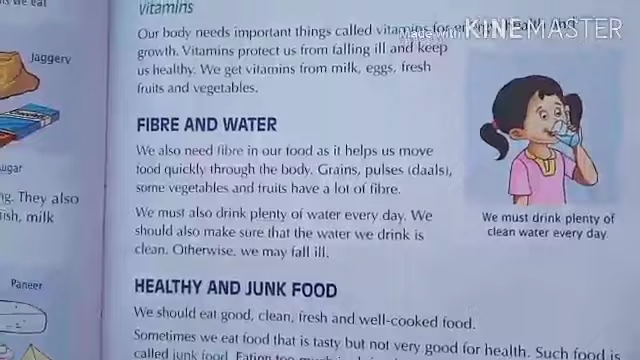 Vitamins
Our body needs important things called vitamins for
growth. Vitamins protect us from falling ill and keep
us healthy. We get vitamins from milk, eggs, fresh
fruits and vegetables.
Made with KINEMASTER
Jaggery
FIBRE AND WATER
We also need fibre in our food as it helps us move
food quickly through the body. Grains, pulses (daals),
some vegetables and fruits have a lot of fibre.
ugar
ng. They also
fish, milk
We must also drink plenty of water every day. We
should also make sure that the water we drink is
clean. Otherwise, we may fall ill.
We must drink plenty of
clean water every day.
Paneer
HEALTHY AND JUNK FOOD
We should eat good, clean, fresh and well-cooked food.
Sometimes we eat food that is tasty but not very good for health. Such food is
called junk food. Eating too much